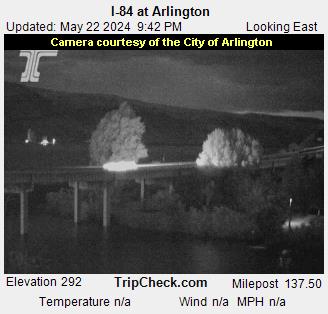 I-84 at Arlington
Updated: May 22 2024 9:42 PM Looking East
Camera courtesy of the City of Arlington
Elevation 292 TripCheck.com Milepost 137.50
Temperature n/a Wind n/a MPH n/a